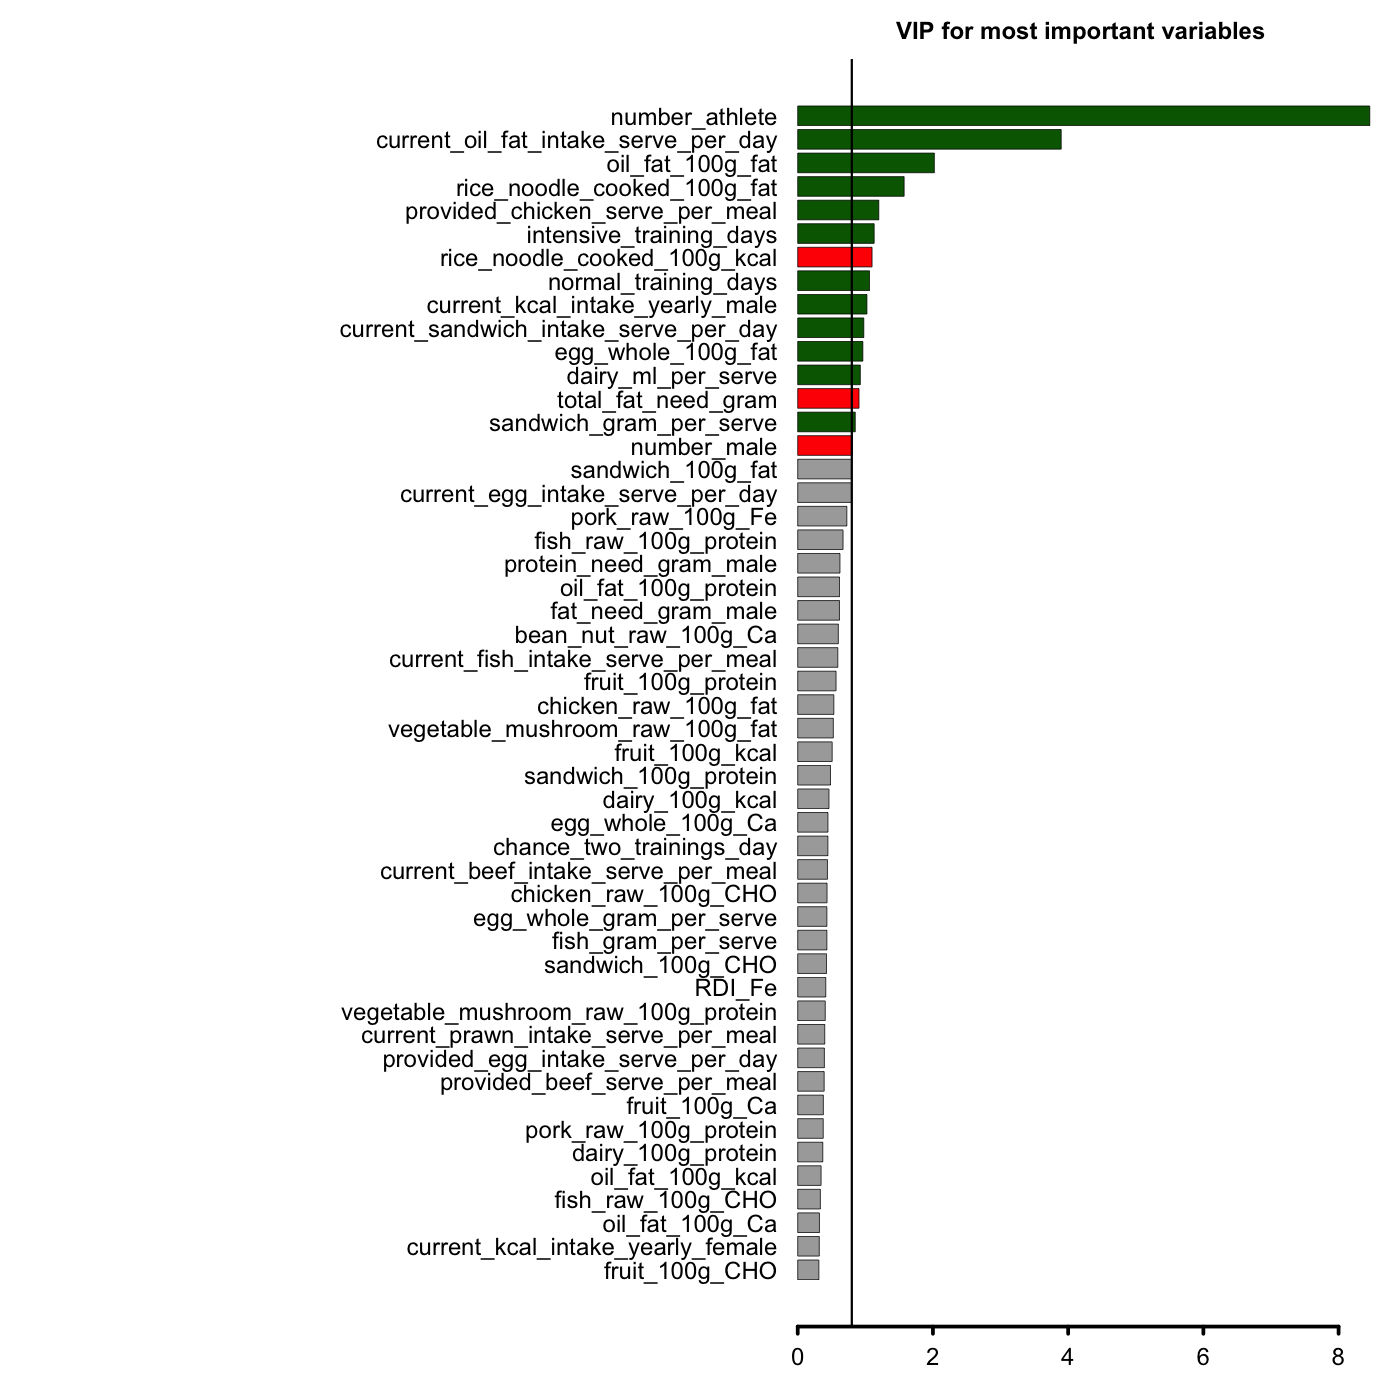 VIP for most important variables
number_athlete
current_oil_fat_intake_serve_per_day
oil_fat_100g_fat
rice_noodle_cooked_100g_fat
provided_chicken_serve_per_meal
intensive_training_days
rice_noodle_cooked_100g_kcal
normal_training_days
current_kcal_intake_yearly_male
current_sandwich_intake_serve_per_day
egg_whole_100g_fat
dairy_ml_per_serve
total_fat_need_gram
sandwich_gram_per_serve
number_male
sandwich_100g_fat
current_egg_intake_serve_per_day
pork_raw_100g_Fe
fish_raw_100g_protein
protein_need_gram_male
oil_fat_100g_protein
fat_need_gram_male
bean_nut_raw_100g_Ca
current_fish_intake_serve_per_meal
fruit_100g_protein
chicken_raw_100g_fat
vegetable_mushroom_raw_100g_fat
fruit_100g_kcal
sandwich_100g_protein
dairy_100g_kcal
egg_whole_100g_Ca
chance_two_trainings_day
current_beef_intake_serve_per_meal
chicken_raw_100g_CHO
egg_whole_gram_per_serve
fish_gram_per_serve
sandwich_100g_CHO
RDI_Fe
vegetable_mushroom_raw_100g_protein
current_prawn_intake_serve_per_meal
provided_egg_intake_serve_per_day
provided_beef_serve_per_meal
fruit_100g_Ca
pork_raw_100g_protein
dairy_100g_protein
oil_fat_100g_kcal
fish_raw_100g_CHO
oil_fat_100g_Ca
current_kcal_intake_yearly_female
fruit_100g_CHO
0 2 4 6 8